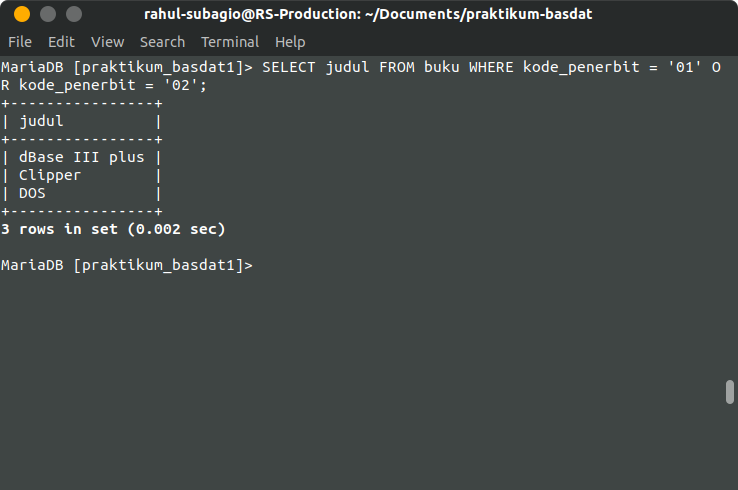 rahul-subagio@RS-Production: ~/Documents/praktikum-basdat
File Edit View Search Terminal Help
MariaDB [praktikum_basdat1]> SELECT judul FROM buku WHERE kode_penerbit = '01' O
R kode_penerbit = '02';
+----------------+
| judul          |
+----------------+
| dBase III plus |
| Clipper        |
| DOS            |
+----------------+
3 rows in set (0.002 sec)
MariaDB [praktikum_basdat1]>